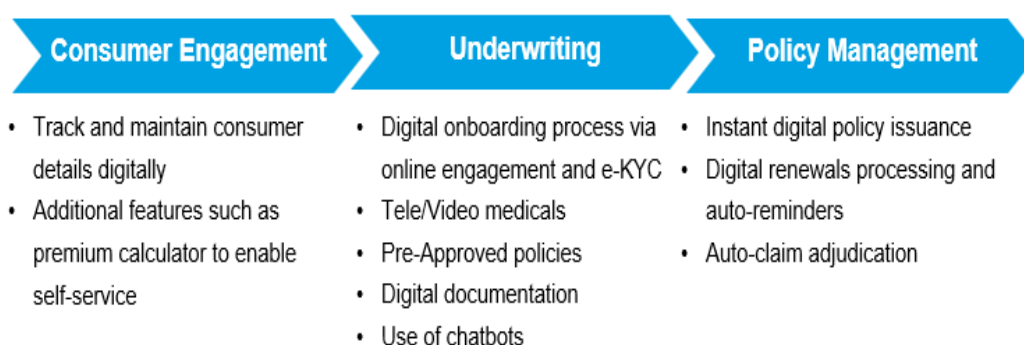 Consumer Engagement
• Track and maintain consumer
details digitally
• Additional features such as
premium calculator to enable
self-service
Underwriting
• Digital onboarding process via
online engagement and e-KYC
• Tele/Video medicals
• Pre-Approved policies
• Digital documentation
• Use of chatbots
Policy Management
• Instant digital policy issuance
• Digital renewals processing and
auto-reminders
• Auto-claim adjudication